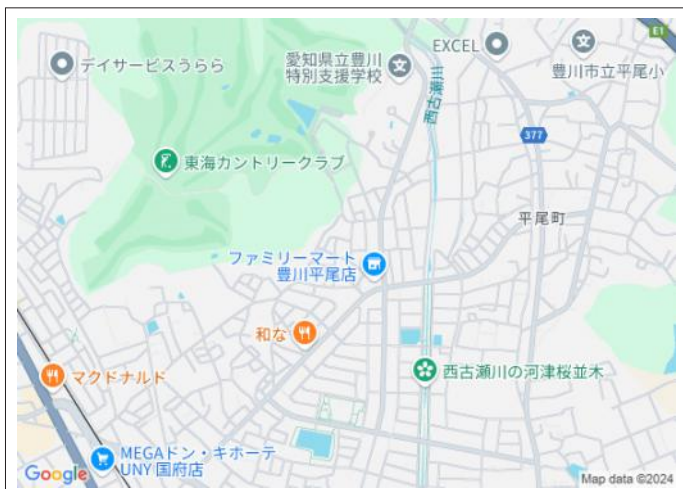 EXCEL
E1
愛知県立豊川
特別支援学校
デイサービスうらら
豊川市立平尾小
西古瀬川
377
東海カントリークラブ
平尾町
ファミリーマート
豊川平尾店
和な
マクドナルド
西古瀬川の河津桜並木
MEGAドン・キホーテ
UNY 国府店
Google
Map data ©2024